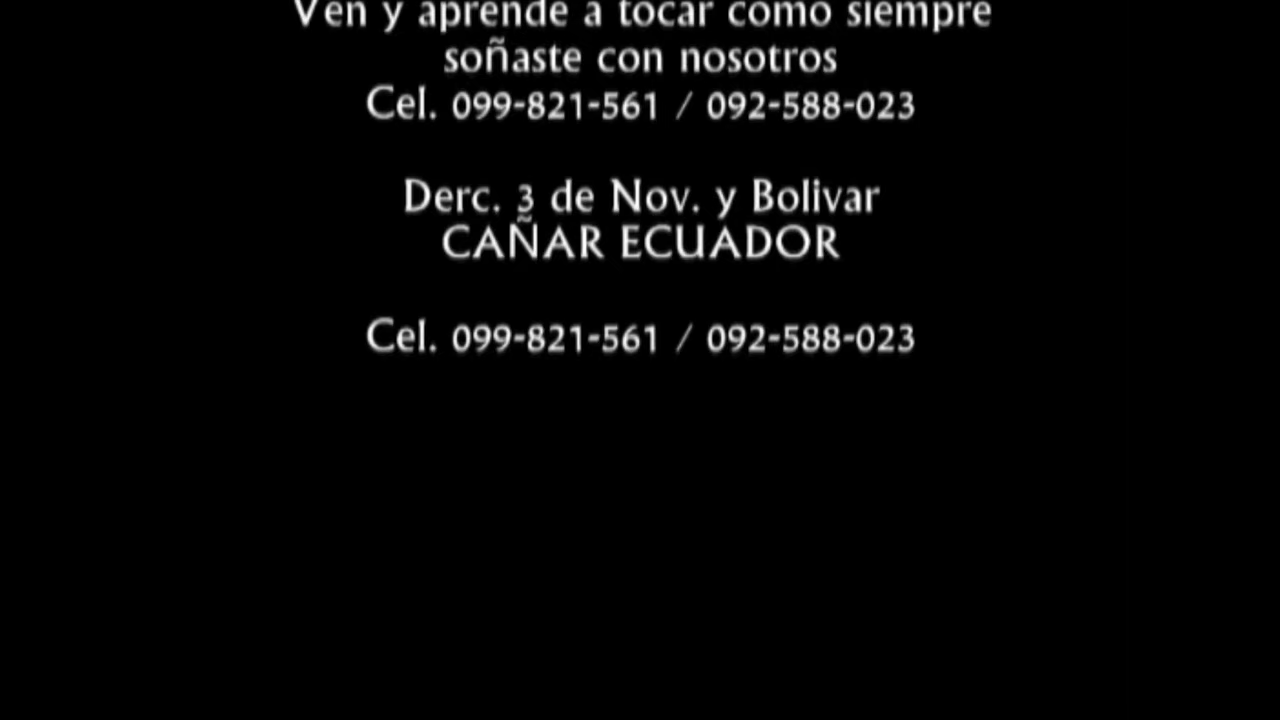 Ven y aprende a tocar como siempre
soñaste con nosotros
Cel. 099-821-561 / 092-588-023
Derc. 3 de Nov. y Bolivar
CAÑAR ECUADOR
Cel. 099-821-561 / 092-588-023